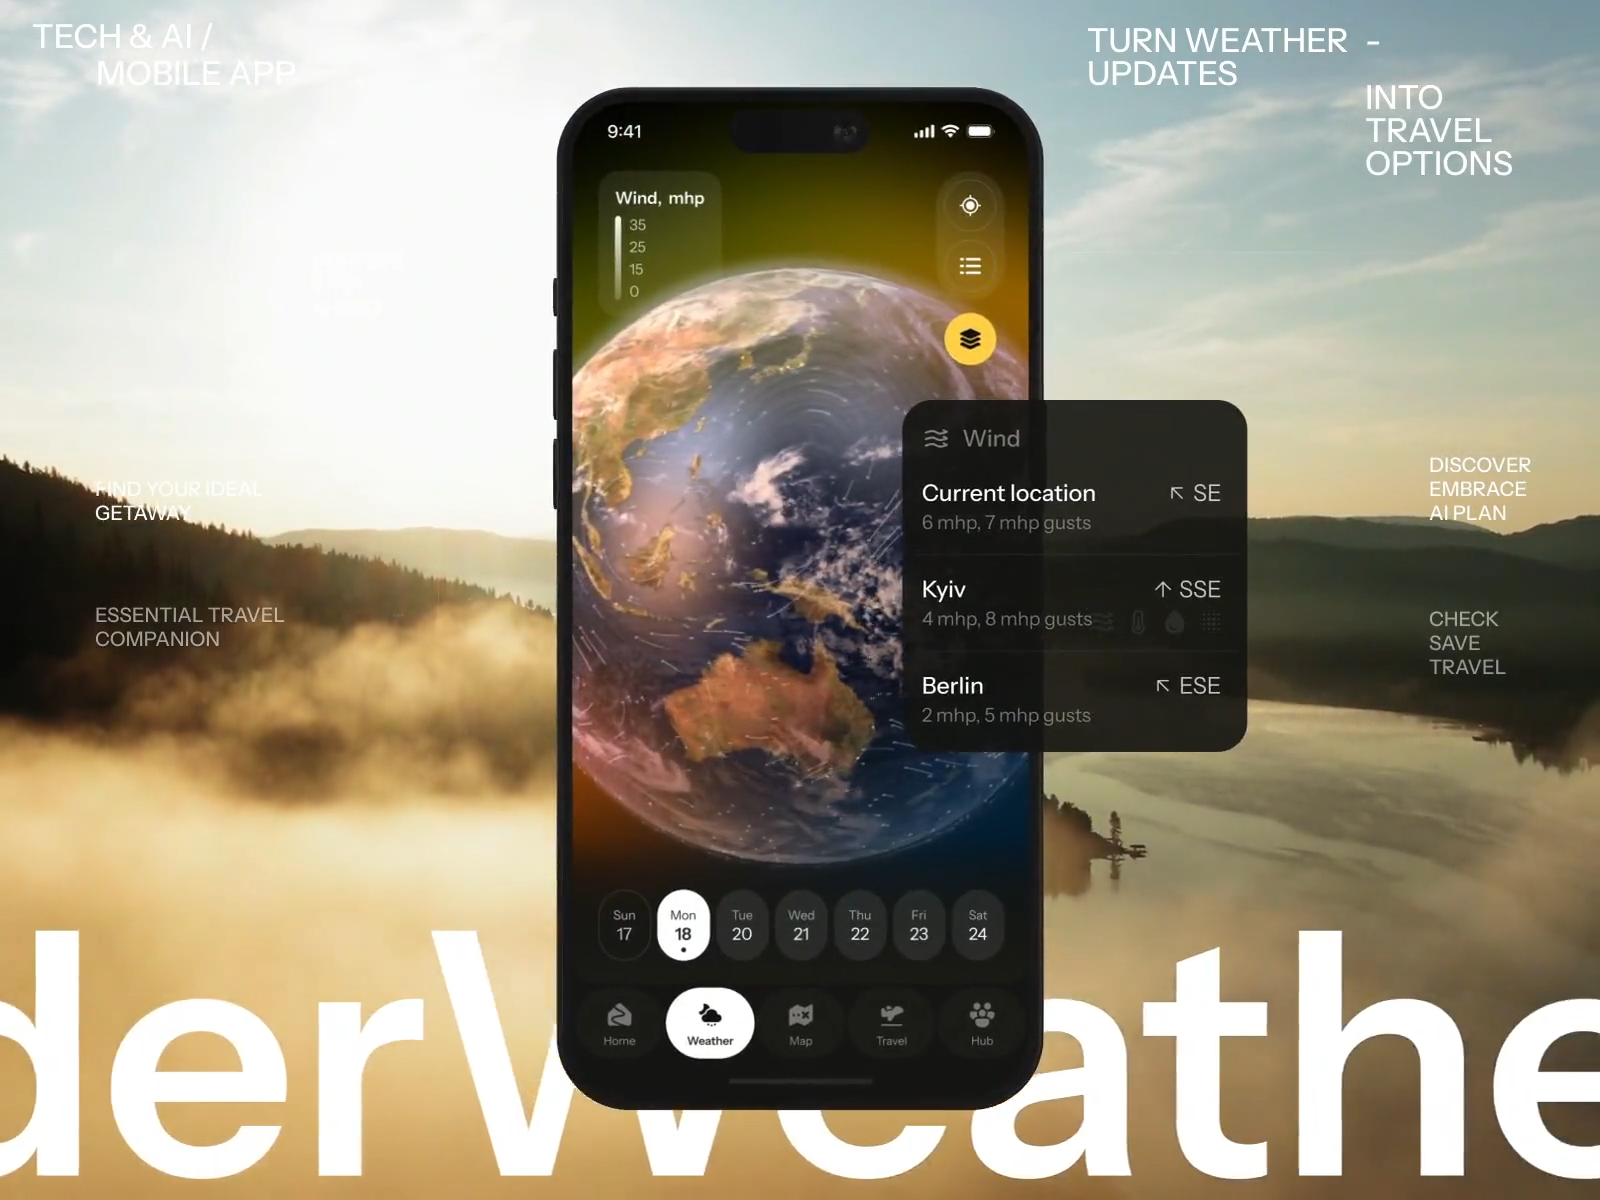 TECH & AI /
MOBILE APP
TURN WEATHER -
UPDATES
INTO
TRAVEL
OPTIONS
9:41
Wind, mhp
35
25
15
0
Wind
Current location SE
6 mhp, 7 mhp gusts
Kyiv SSE
4 mhp, 8 mhp gusts
Berlin ESE
2 mhp, 5 mhp gusts
FIND YOUR IDEAL
GETAWAY
ESSENTIAL TRAVEL
COMPANION
DISCOVER
EMBRACE
AI PLAN
CHECK
SAVE
TRAVEL
Sun Mon Tue Wed Thu Fri Sat
17 18 20 21 22 23 24
Home Weather Map Travel Hub
derWeathe